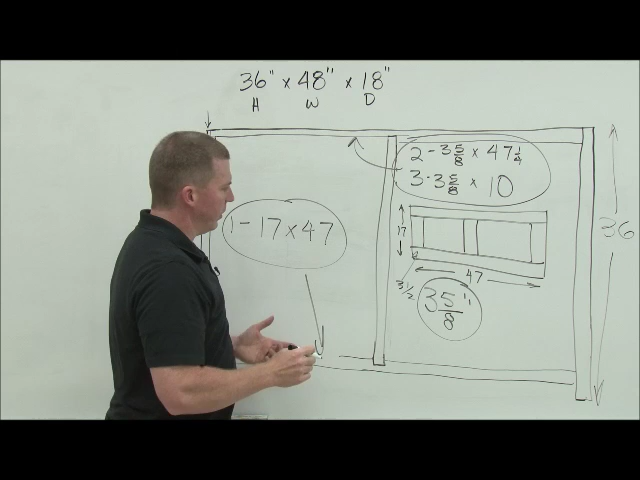 36" x 48" x 18"
H W D
2 - 3 5/8 x 47 1/4
3 - 3 5/8 x 10
1 - 17 x 47
17
47
3 1/2
3 5/8"
36